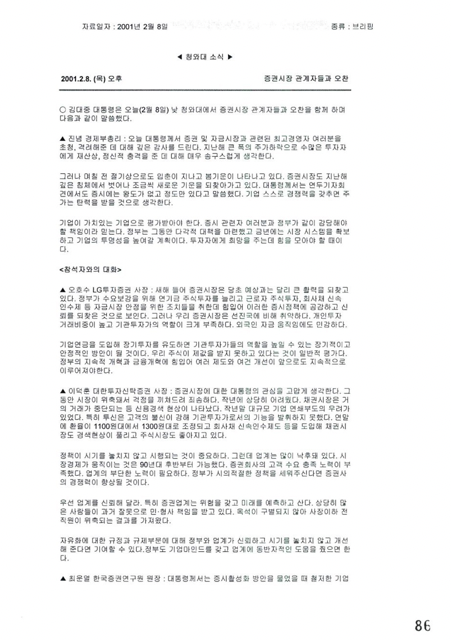 자료일자 : 2001년 2월 8일
종류 : 브리핑
◀ 청와대 소식 ▶
2001.2.8. (목) 오후
증권시장 관계자들과 오찬
○ 김대중 대통령은 오늘(2월 8일) 낮 청와대에서 증권시장 관계자들과 오찬을 함께 하며
다음과 같이 말씀했다.
▲ 진념 경제부총리 : 오늘 대통령께서 증권 및 자금시장과 관련된 최고경영자 여러분을
초청, 격려해준 데 대해 깊은 감사를 드린다. 지난해 큰 폭의 주가하락으로 수많은 투자자
에게 재산상, 정신적 충격을 준 데 대해 매우 송구스럽게 생각한다.
그러나 며칠 전 절기상으로도 입춘이 지나고 봄기운이 나타나고 있다. 증권시장도 지난해
깊은 침체에서 벗어나 조금씩 새로운 기운을 되찾아가고 있다. 대통령께서는 연두기자회
견에서도 증시에는 왕도가 없고 정도만 있다고 말씀했다. 기업 스스로 경쟁력을 갖추면 주
가는 탄력을 받을 것으로 생각한다.
기업이 가치있는 기업으로 평가받아야 한다. 증시 관련자 여러분과 정부가 같이 감당해야
할 책임이라 믿는다. 정부는 그동안 다각적 대책을 마련했고 금년에는 시장 시스템을 확보
하고 기업의 투명성을 높여갈 계획이다. 투자자에게 희망을 주는데 힘을 모아야 할 때이
다.
<참석자와의 대화>
▲ 오호수 LG투자증권 사장 : 새해 들어 증권시장은 당초 예상과는 달리 큰 활력을 되찾고
있다. 정부가 수요보강을 위해 연기금 주식투자를 늘리고 근로자 주식투자, 회사채 신속
인수제 등 자금시장 안정을 위한 조치들을 취한데 힘입어 이러한 증시정책에 공감하고 신
뢰를 되찾은 것으로 보인다. 그러나 우리 증권시장은 선진국에 비해 취약하다. 개인투자
거래비중이 높고 기관투자가의 역할이 크게 부족하다. 외국인 자금 움직임에도 민감하다.
기업연금을 도입해 장기투자를 유도하면 기관투자가들의 역할을 높일 수 있는 장기적이고
안정적인 방안이 될 것이다. 우리 주식이 제값을 받지 못하고 있다는 것이 일반적 평가다.
정부의 지속적 개혁과 금융개혁에 힘입어 여러 제도와 여건 개선이 앞으로도 지속적으로
이루어져야한다.
▲ 이덕훈 대한투자신탁증권 사장 : 증권시장에 대한 대통령의 관심을 고맙게 생각한다. 그
동안 시장이 위축돼서 걱정을 끼쳐드려 죄송하다. 작년에 상당히 어려웠다. 채권시장은 거
의 거래가 중단되는 등 신용경색 현상이 나타났다. 작년말 대규모 기업 연쇄부도의 우려가
있었다. 특히 투신은 고객의 불신이 강해 기관투자가로서의 기능을 발휘하지 못했다. 연말
에 환율이 1100원대에서 1300원대로 조정되고 회사채 신속인수제도 등을 도입해 채권시
장도 경색현상이 풀리고 주식시장도 좋아지고 있다.
정책이 시기를 놓치지 않고 시행되는 것이 중요하다. 그런데 업계는 많이 낙후돼 있다. 시
장경제가 움직이는 것은 90년대 후반부터 가능했다. 증권회사의 고객 수요 충족 노력이 부
족했다. 업계의 부단한 노력이 필요하다. 정부가 시의적절한 정책을 세워주신다면 증권사
의 경쟁력이 향상될 것이다.
우선 업계를 신뢰해 달라. 특히 증권업계는 위험을 갖고 미래를 예측하고 산다. 상당히 많
은 사람들이 과거 잘못으로 민·형사 책임을 받고 있다. 옥석이 구별되지 않아 사장이하 전
직원이 위축되는 결과를 가져왔다.
자유화에 대한 규정과 규제부문에 대해 정부와 업계가 신뢰하고 시기를 놓치지 않고 개선
해 준다면 기여할 수 있다.정부도 기업마인드를 갖고 업계에 동반자적인 도움을 줬으면 한
다.
▲ 최운열 한국증권연구원 원장 : 대통령께서는 증시활성화 방안을 물었을 때 철저한 기업
86